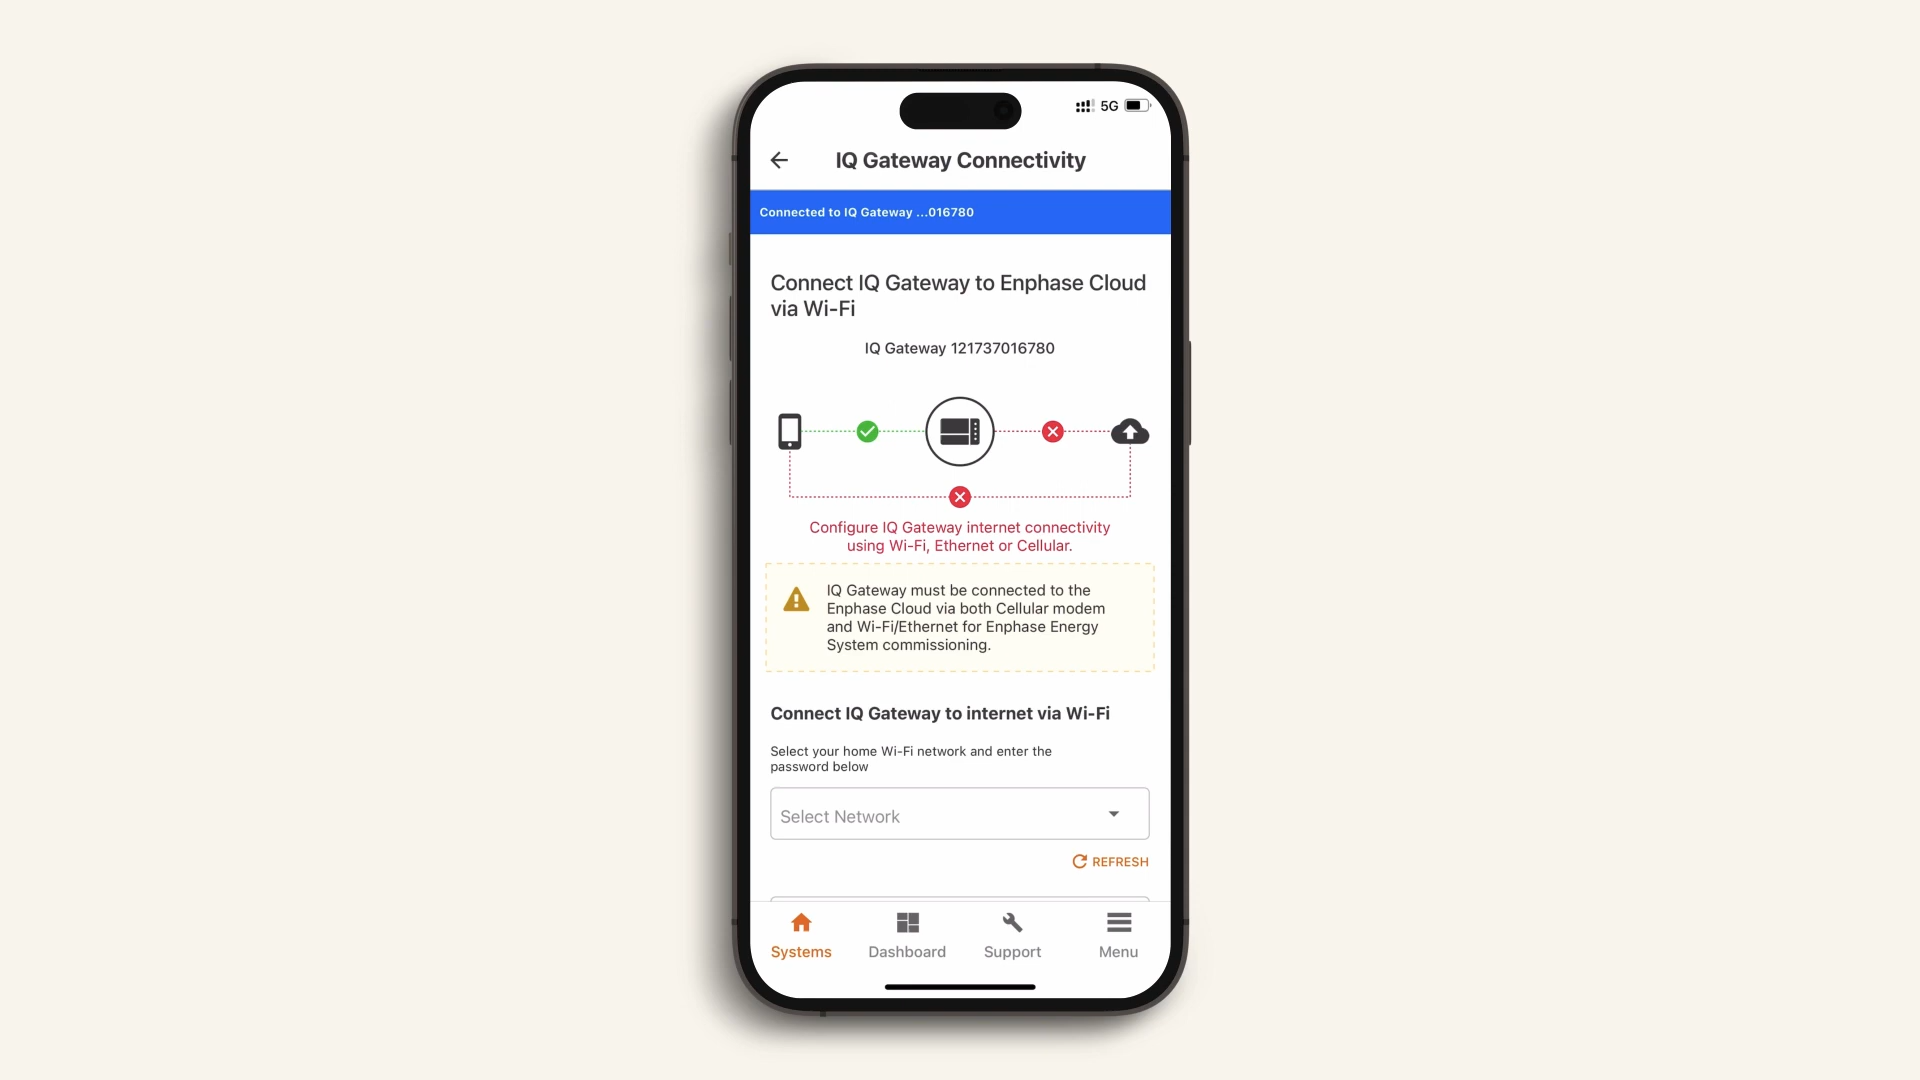 5G
IQ Gateway Connectivity
Connected to IQ Gateway ...016780
Connect IQ Gateway to Enphase Cloud
via Wi-Fi
IQ Gateway 121737016780
Configure IQ Gateway internet connectivity
using Wi-Fi, Ethernet or Cellular.
IQ Gateway must be connected to the
Enphase Cloud via both Cellular modem
and Wi-Fi/Ethernet for Enphase Energy
System commissioning.
Connect IQ Gateway to internet via Wi-Fi
Select your home Wi-Fi network and enter the
password below
Select Network
REFRESH
Systems
Dashboard
Support
Menu